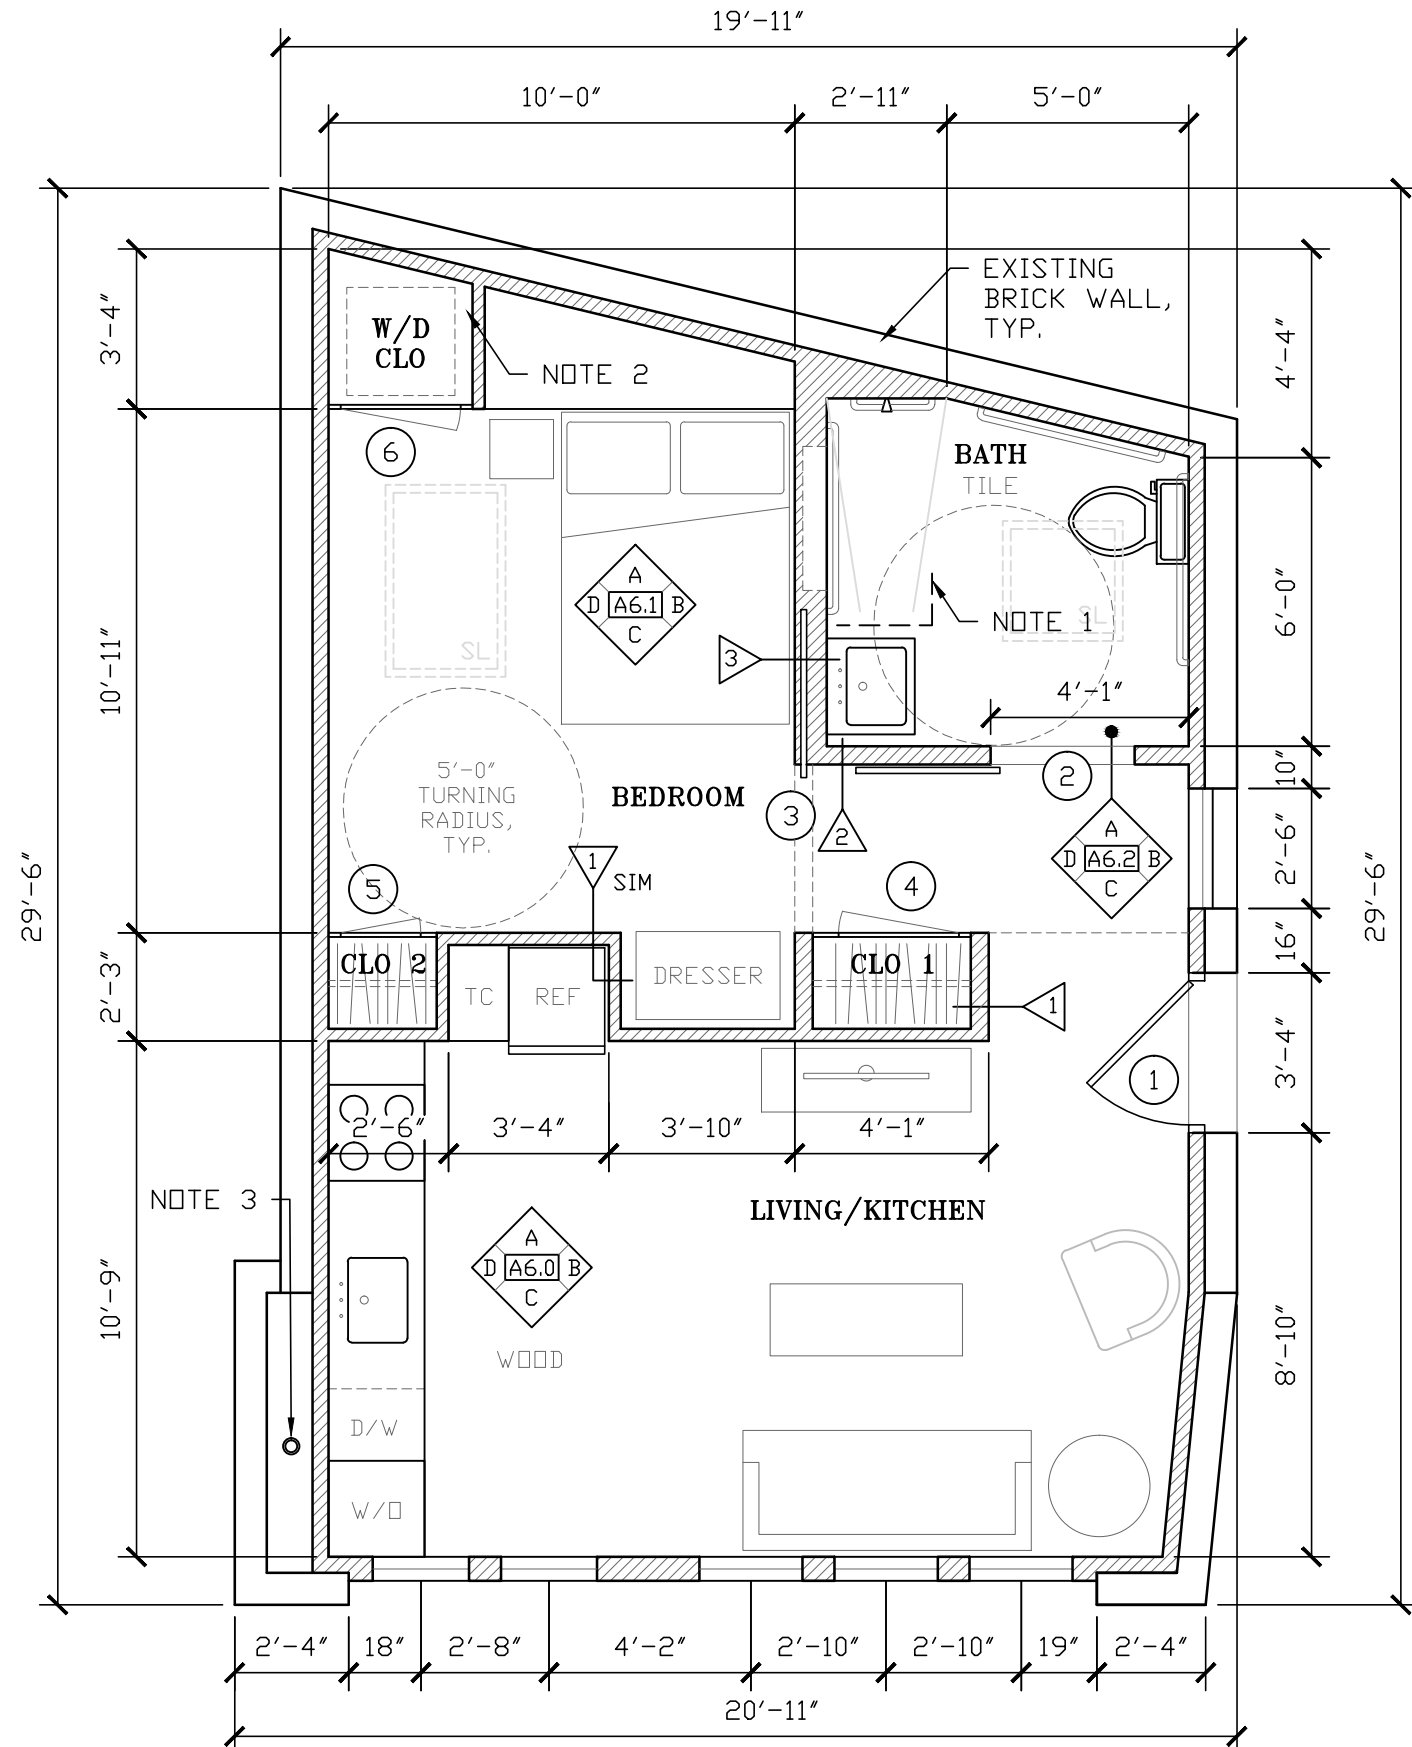 19'-11"
10'-0"
2'-11"
5'-0"
EXISTING
BRICK WALL,
TYP.
3'-4"
W/D
CLO
NOTE 2
4'-4"
6
BATH
TILE
A
D A6.1 B
C
SL
3
NOTE 1
SL
6'-0"
10'-11"
4'-1"
5'-0"
TURNING
RADIUS,
TYP.
BEDROOM
3
2
2
10"
A
D A6.2 B
C
2'-6"
29'-6"
29'-6"
1
SIM
5
4
16"
CLO 2
TC
REF
DRESSER
CLO 1
1
2'-3"
3'-4"
1
2'-6"
3'-4"
3'-10"
4'-1"
NOTE 3
LIVING/KITCHEN
A
D A6.0 B
C
10'-9"
WOOD
8'-10"
D/W
W/O
2'-4"
18"
2'-8"
4'-2"
2'-10"
2'-10"
19"
2'-4"
20'-11"